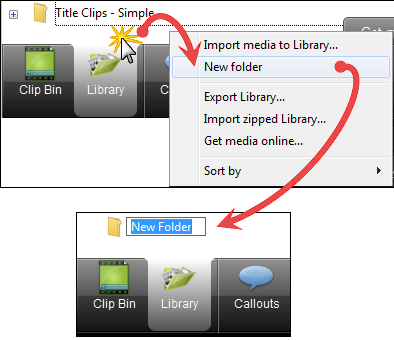 Title Clips - Simple
Import media to Library...
New folder
Export Library...
Import zipped Library...
Get media online...
Sort by
Clip Bin
Library
New Folder
Clip Bin
Library
Callouts